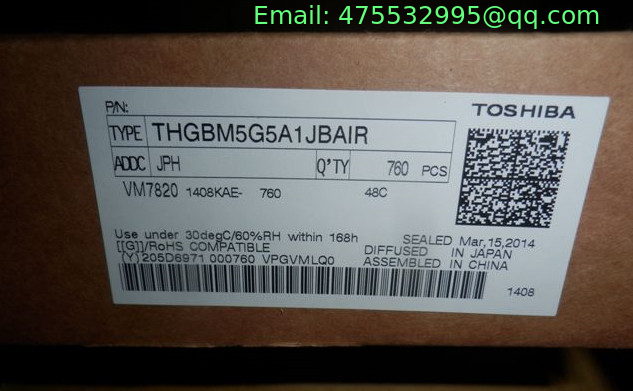 Email: 475532995@qq.com
P/N:
TOSHIBA
TYPE THGBM5G5A1JBAIR
ADDC JPH Q'TY 760 PCS
VM7820 1408KAE- 760 48C
Use under 30degC/60%RH within 168h SEALED Mar,15,2014
[[G]]/RoHS COMPATIBLE DIFFUSED IN JAPAN
(Y)205D6971 000760 VPGVMLQ0 ASSEMBLED IN CHINA
1408